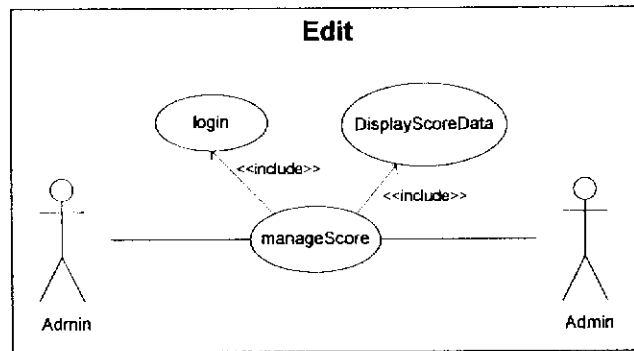 Edit
login
DisplayScoreData
<<include>>
<<include>>
manageScore
Admin
Admin